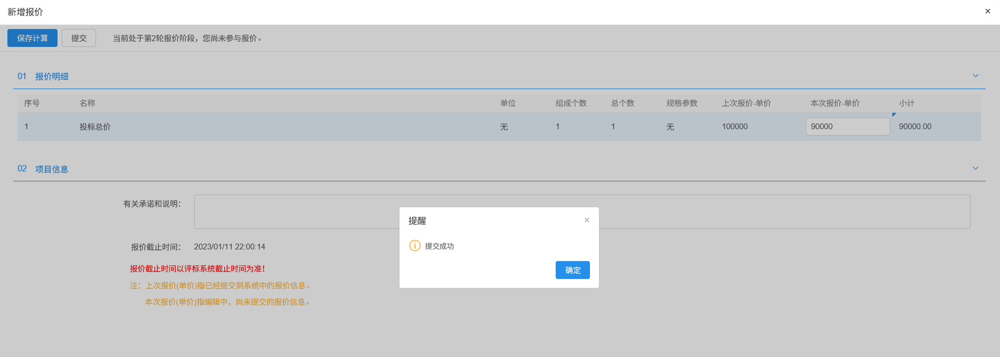 新增报价
保存计算 提交 当前处于第2轮报价阶段，您尚未参与报价。
01 报价明细
序号 名称 单位 组成个数 总个数 规格参数 上次报价-单价 本次报价-单价 小计
1 投标总价 无 1 1 无 100000 90000 90000.00
02 项目信息
有关承诺和说明：
提醒
提交成功
确定
报价截止时间： 2023/01/11 22:00:14
报价截止时间以评标系统截止时间为准！
注：上次报价(单价)指已经提交到系统中的报价信息。
本次报价(单价)指编辑中，尚未提交的报价信息。